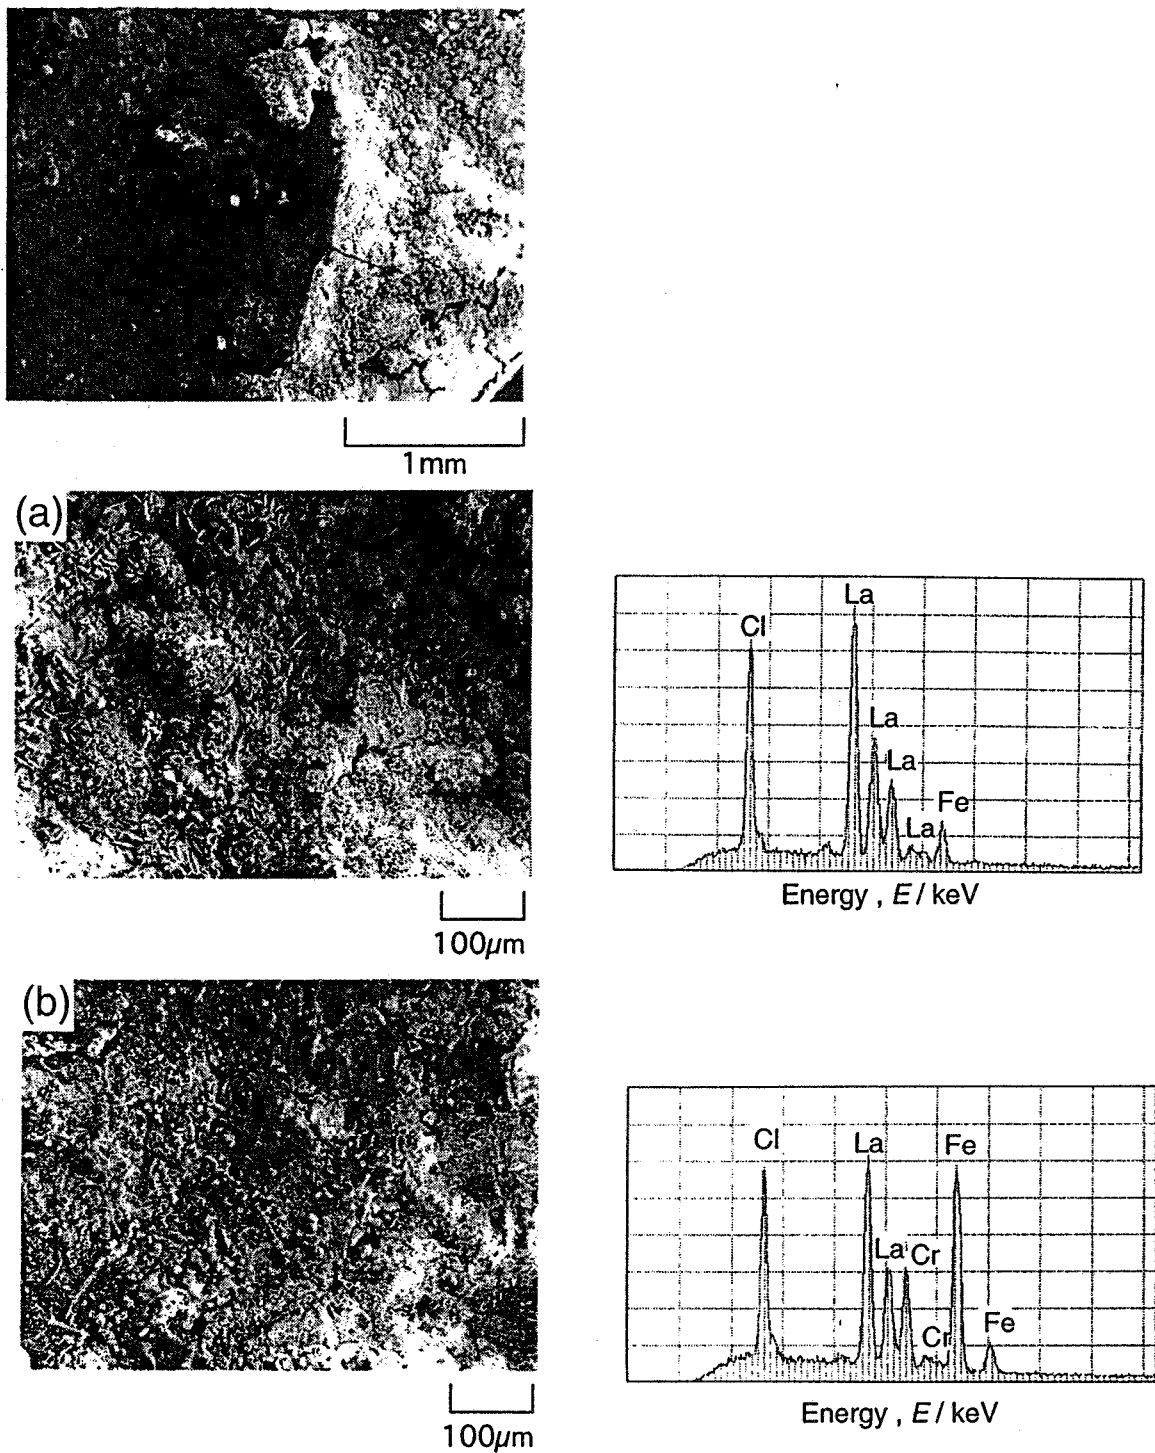 1mm
(a)
100μm
Cl
La
La
La
La
Fe
Energy , E / keV
(b)
100μm
Cl
La
Fe
La
Cr
Cr
Fe
Energy , E / keV